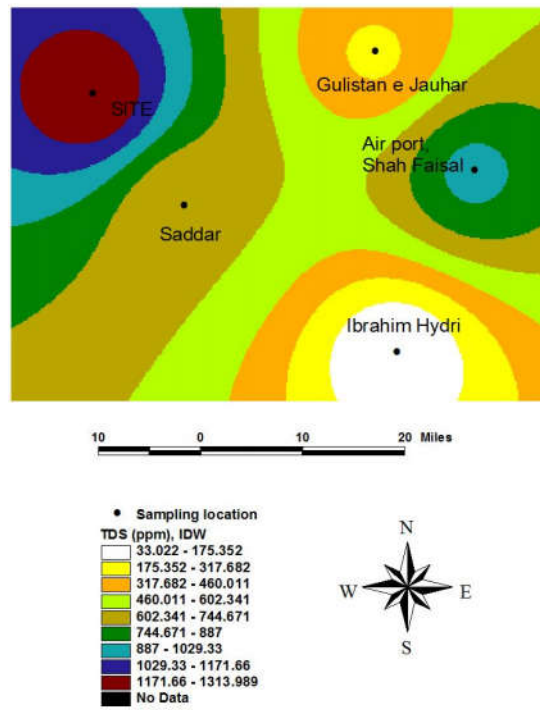 Gulistan e Jauhar
SITE
Air port,
Shah Faisal
Saddar
Ibrahim Hydri
10 0 10 20 Miles
Sampling location
TDS (ppm), IDW
33.022 - 175.352
175.352 - 317.682
317.682 - 460.011
460.011 - 602.341
602.341 - 744.671
744.671 - 887
887 - 1029.33
1029.33 - 1171.66
1171.66 - 1313.989
No Data
N
W E
S